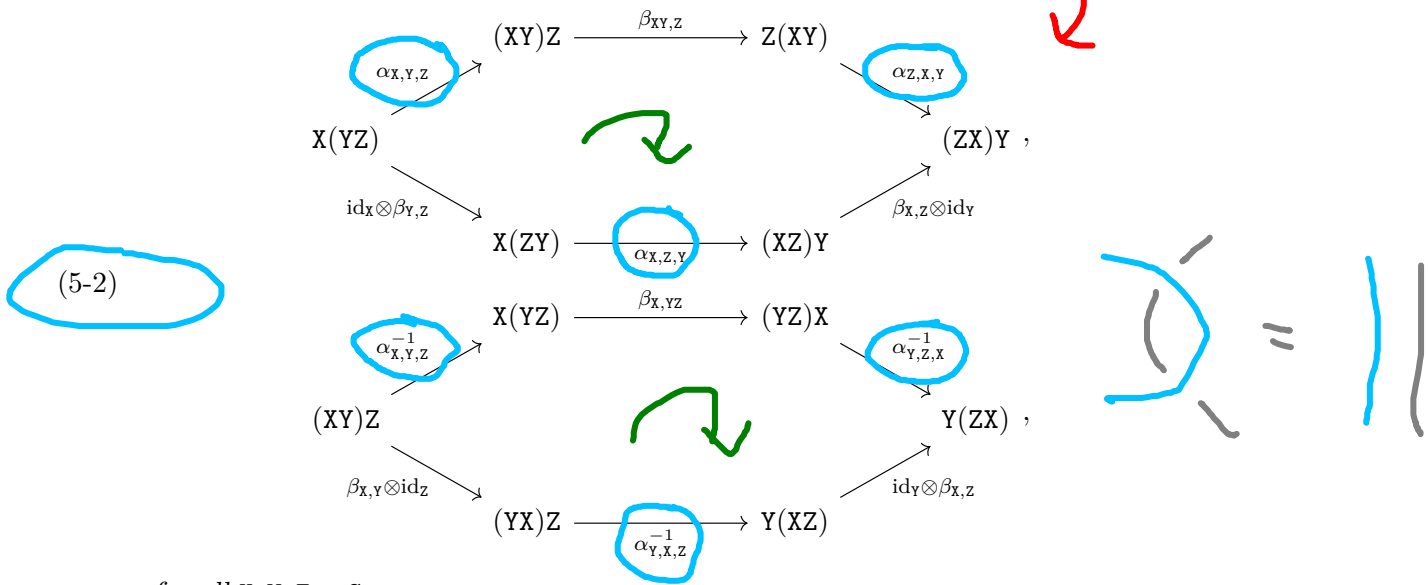 β_{XY,Z}
(XY)Z Z(XY)
α_{X,Y,Z} α_{Z,X,Y}
X(YZ) (ZX)Y ,
id_X⊗β_{Y,Z} β_{X,Z}⊗id_Y
X(ZY) (XZ)Y
α_{X,Z,Y}
(5-2)
β_{X,YZ}
X(YZ) (YZ)X
α^{-1}_{X,Y,Z} α^{-1}_{Y,Z,X}
=
(XY)Z Y(ZX) ,
β_{X,Y}⊗id_Z id_Y⊗β_{X,Z}
(YX)Z Y(XZ)
α^{-1}_{Y,X,Z}